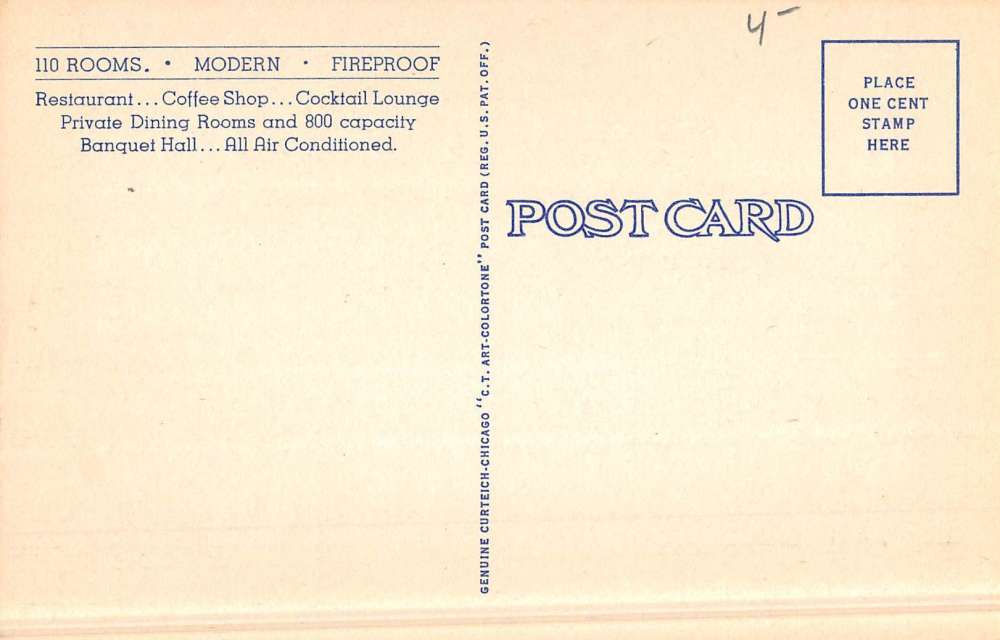 4-
110 ROOMS. • MODERN • FIREPROOF
Restaurant...Coffee Shop...Cocktail Lounge
Private Dining Rooms and 800 capacity
Banquet Hall...All Air Conditioned.
GENUINE CURTEICH-CHICAGO "C.T. ART-COLORTONE" POST CARD (REG. U.S. PAT. OFF.)
POST CARD
PLACE
ONE CENT
STAMP
HERE